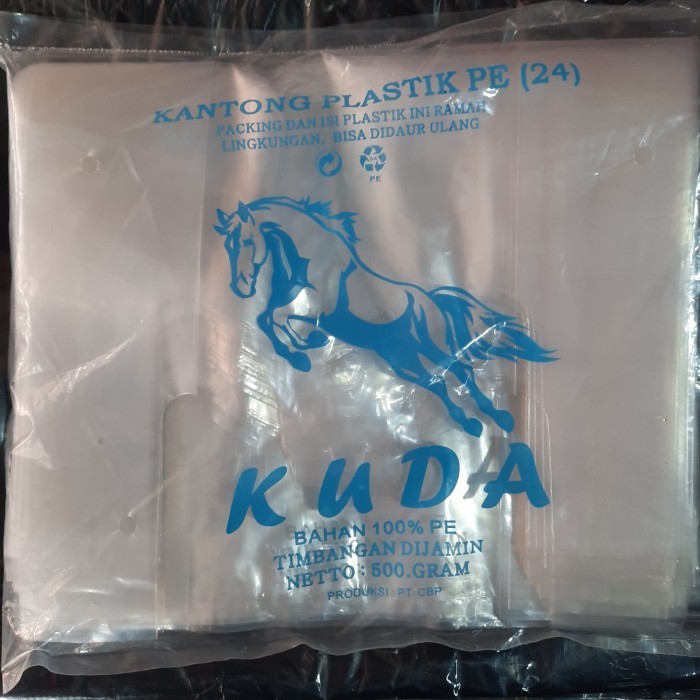 KANTONG PLASTIK PE (24)
PACKING DAN ISI PLASTIK INI RAMAH
LINGKUNGAN, BISA DIDAUR ULANG
PE
KUDA
BAHAN 100% PE
TIMBANGAN DIJAMIN
NETTO : 500.GRAM
PRODUKSI : PT CBP